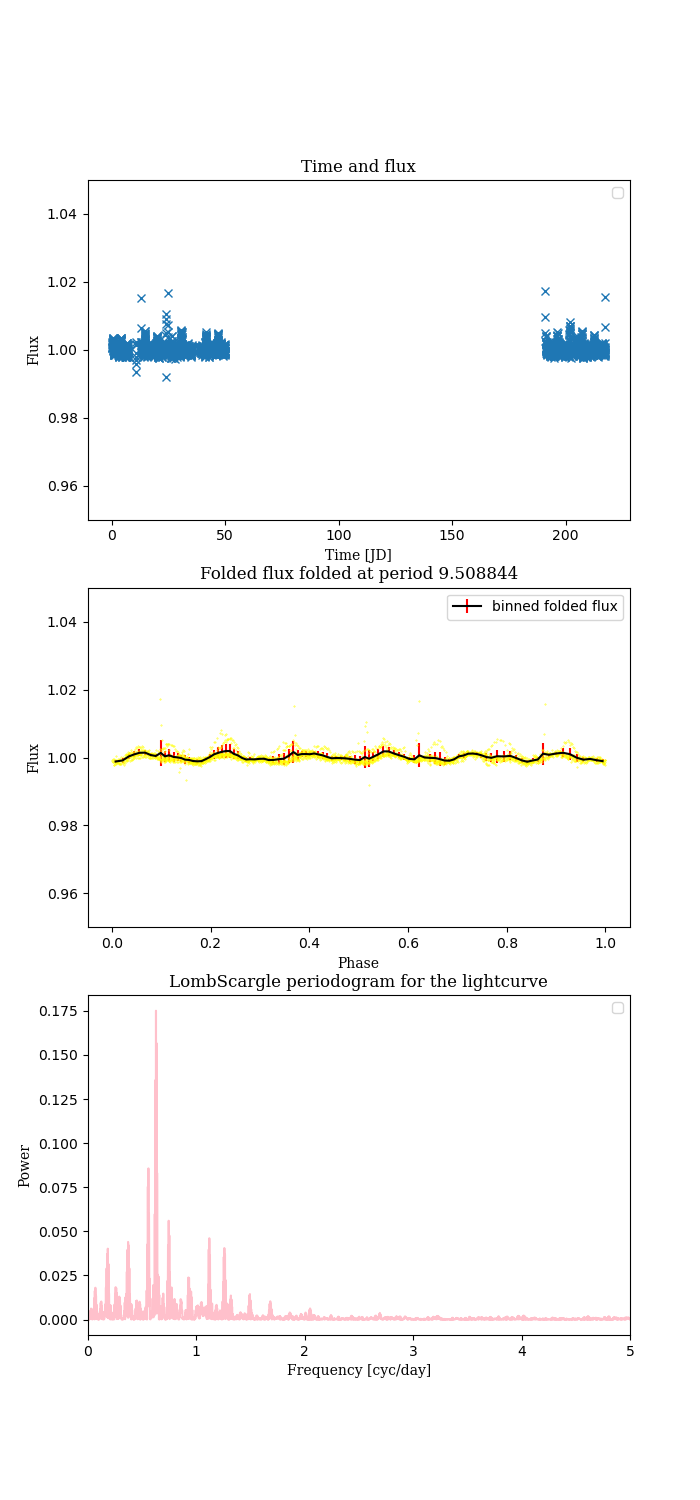 Time and flux
1.04
1.02
1.00
0.98
0.96
Flux
0 50 100 150 200
Time [JD]
Folded flux folded at period 9.508844
binned folded flux
1.04
1.02
1.00
0.98
0.96
Flux
0.0 0.2 0.4 0.6 0.8 1.0
Phase
LombScargle periodogram for the lightcurve
0.175
0.150
0.125
0.100
0.075
0.050
0.025
0.000
Power
0 1 2 3 4 5
Frequency [cyc/day]